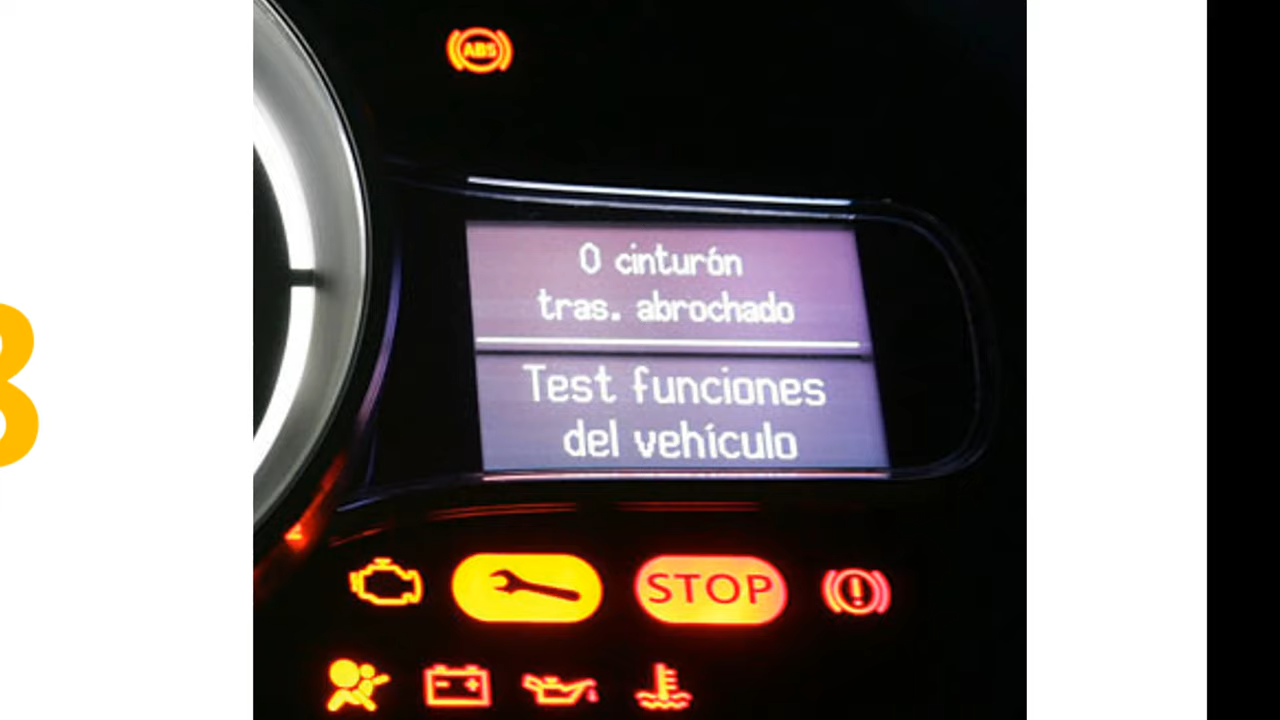 ABS
0 cinturón
tras. abrochado
Test funciones
del vehículo
STOP